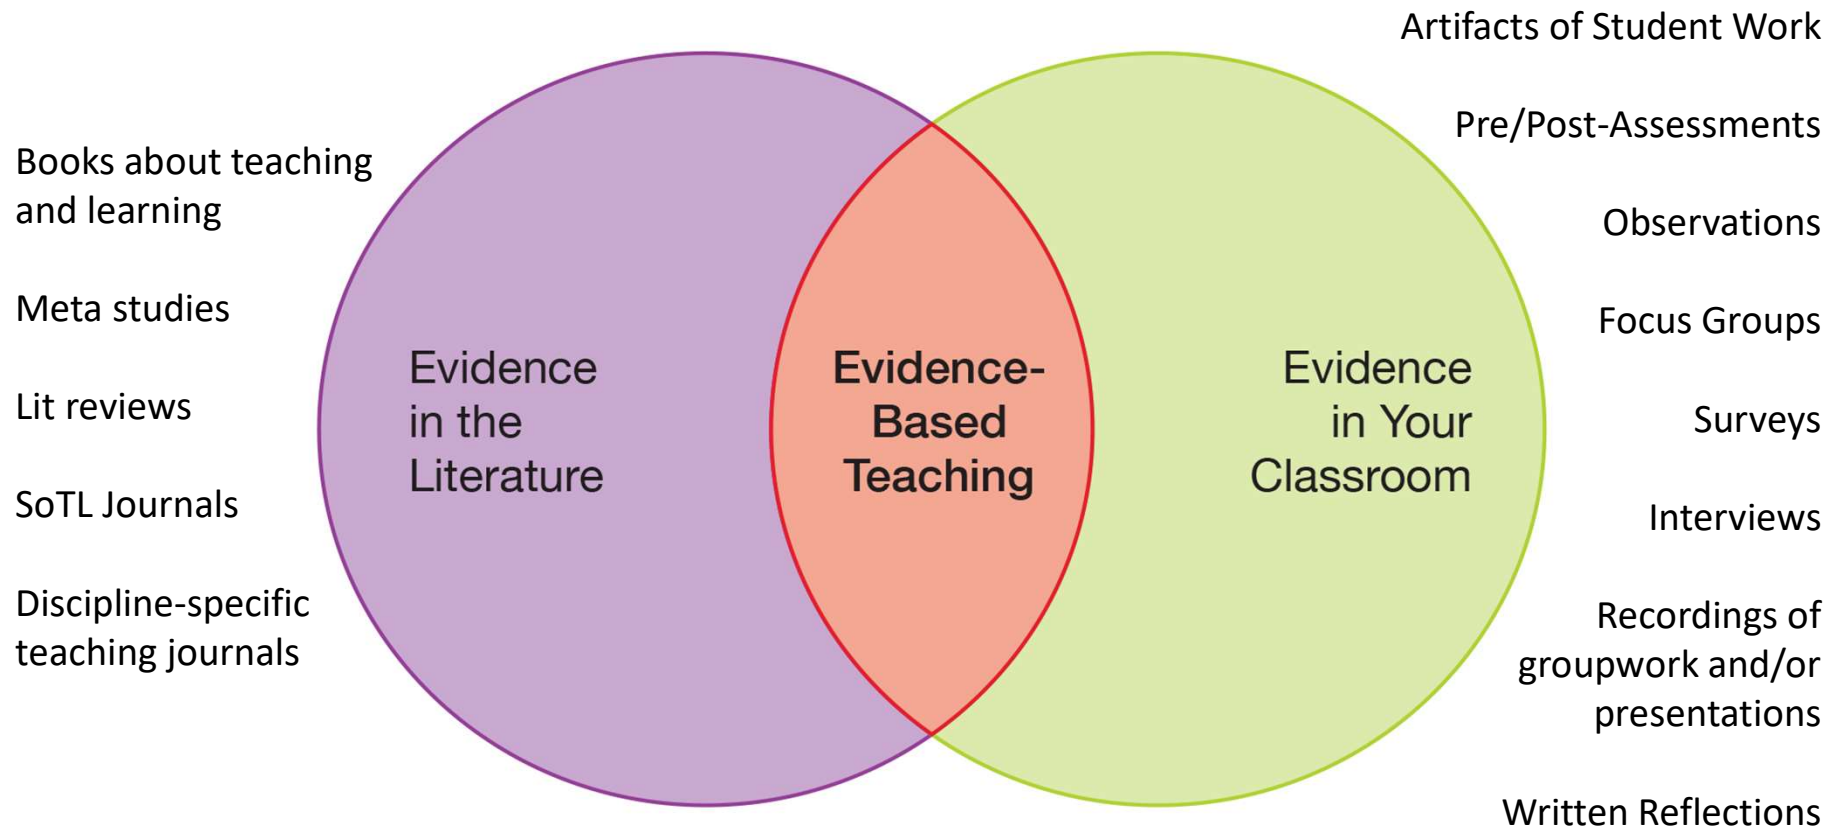 Books about teaching
and learning
Meta studies
Lit reviews
SoTL Journals
Discipline-specific
teaching journals
Evidence
in the
Literature
Evidence-
Based
Teaching
Evidence
in Your
Classroom
Artifacts of Student Work
Pre/Post-Assessments
Observations
Focus Groups
Surveys
Interviews
Recordings of
groupwork and/or
presentations
Written Reflections